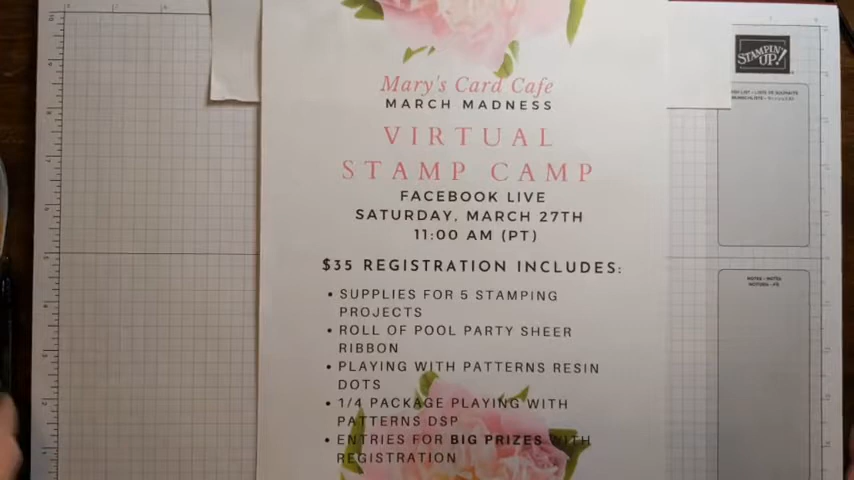 STAMPIN' UP!
Mary's Card Cafe
MARCH MADNESS
VIRTUAL
STAMP CAMP
FACEBOOK LIVE
SATURDAY, MARCH 27TH
11:00 AM (PT)
$35 REGISTRATION INCLUDES:
• SUPPLIES FOR 5 STAMPING
PROJECTS
• ROLL OF POOL PARTY SHEER
RIBBON
• PLAYING WITH PATTERNS RESIN
DOTS
• 1/4 PACKAGE PLAYING WITH
PATTERNS DSP
• ENTRIES FOR BIG PRIZES WITH
REGISTRATION